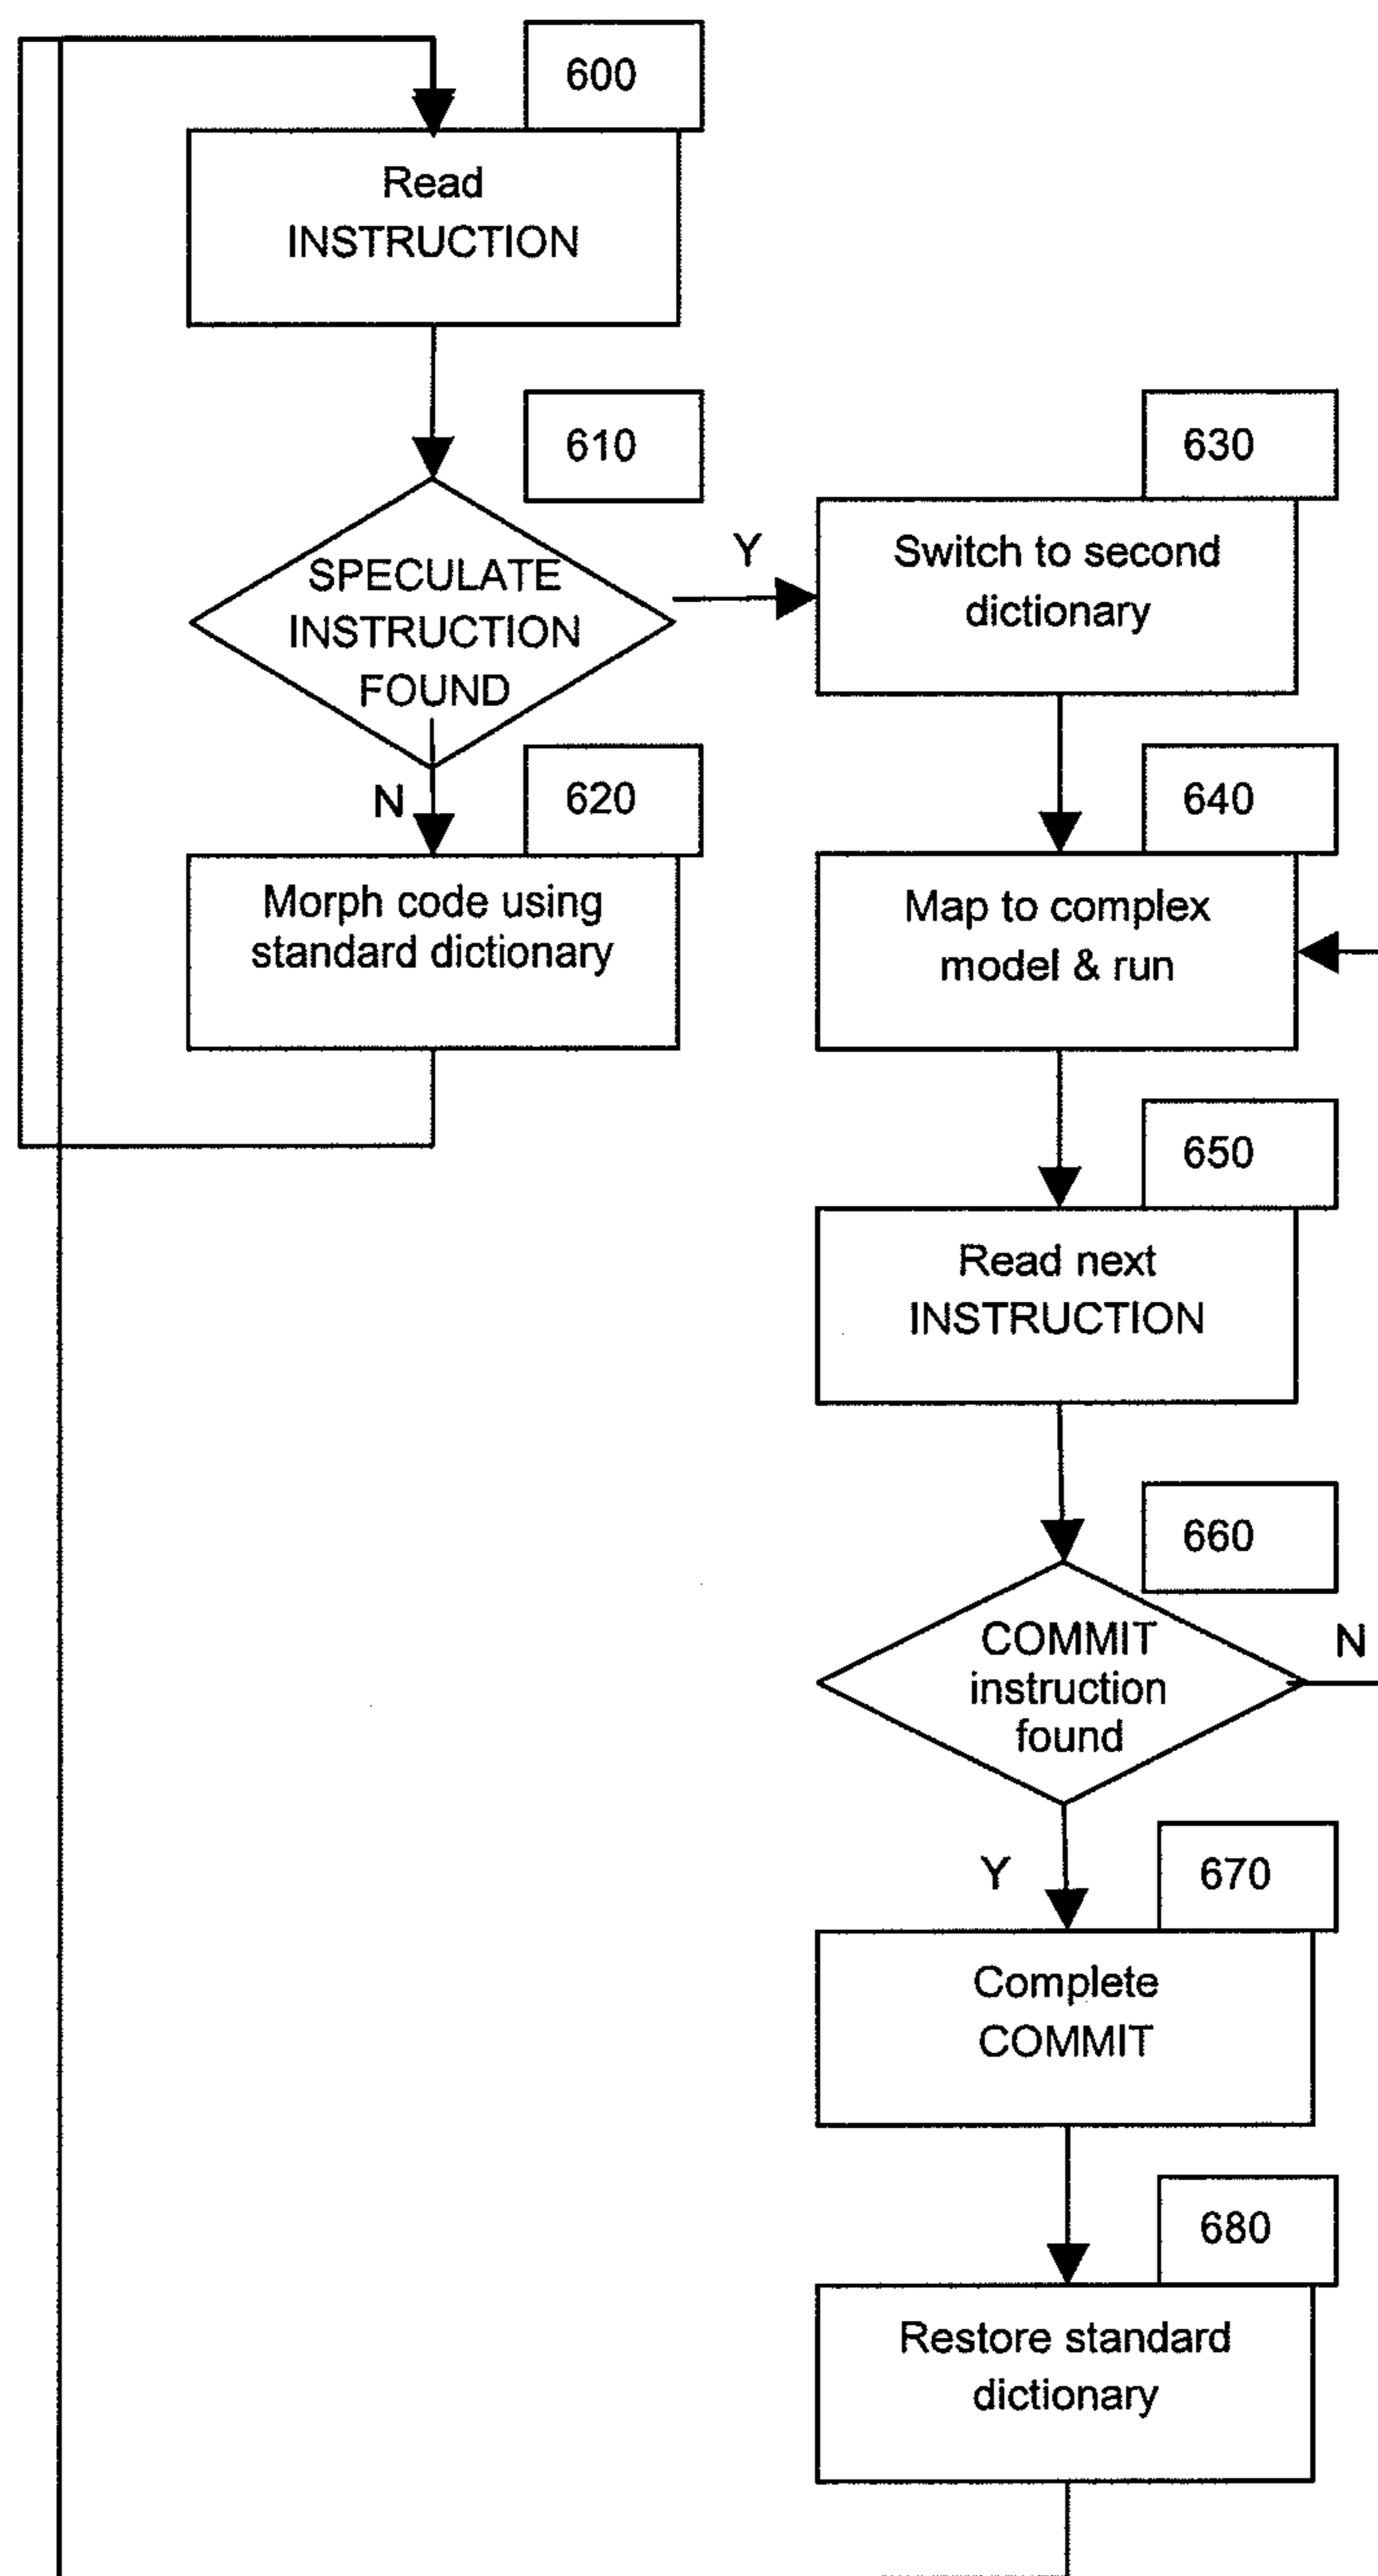 600
Read
INSTRUCTION
610
SPECULATE
INSTRUCTION
FOUND
Y
N
620
Morph code using
standard dictionary
630
Switch to second
dictionary
640
Map to complex
model & run
650
Read next
INSTRUCTION
660
COMMIT
instruction
found
N
Y
670
Complete
COMMIT
680
Restore standard
dictionary